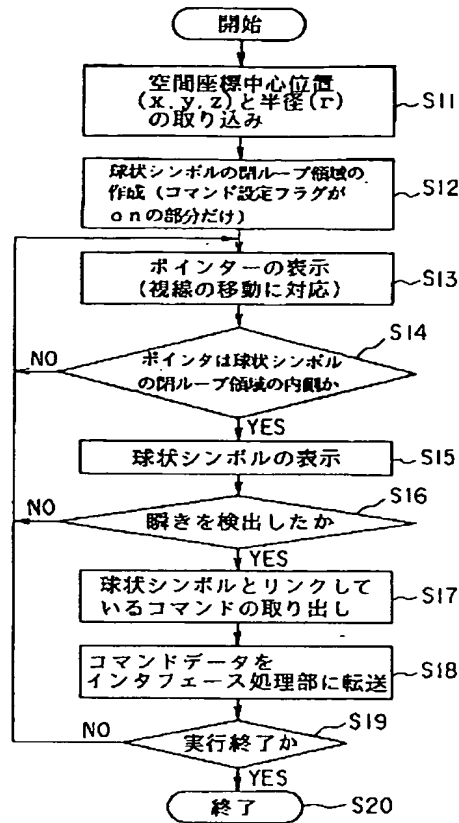 開始
空間座標中心位置
(x.y.z)と半径(r)
の取り込み
S11
球状シンボルの閉ループ領域の
作成(コマンド設定フラグが
onの部分だけ)
S12
ポインターの表示
(視線の移動に対応)
S13
S14
NO
ポインタは球状シンボル
の閉ループ領域の内側か
YES
球状シンボルの表示
S15
S16
NO
瞬きを検出したか
YES
球状シンボルとリンクして
いるコマンドの取り出し
S17
コマンドデータを
インタフェース処理部に転送
S18
S19
NO
実行終了か
YES
終了
S20